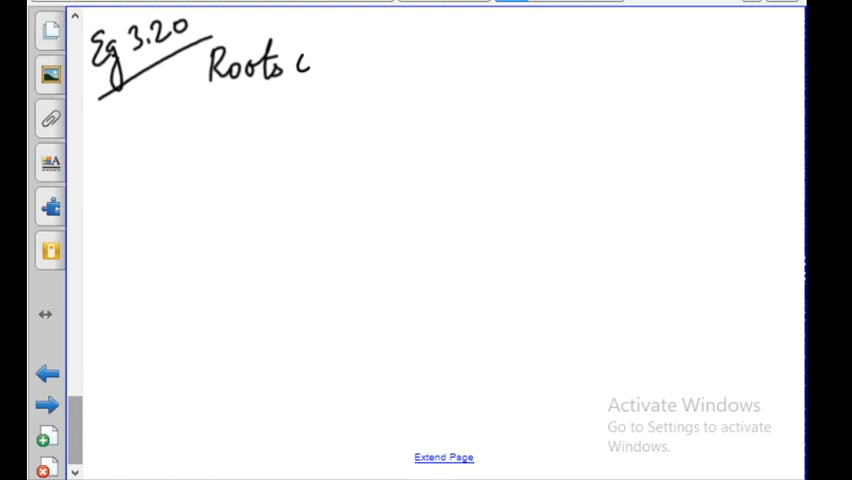 Eg 3.20
Roots c
Activate Windows
Go to Settings to activate
Windows.
Extend Page